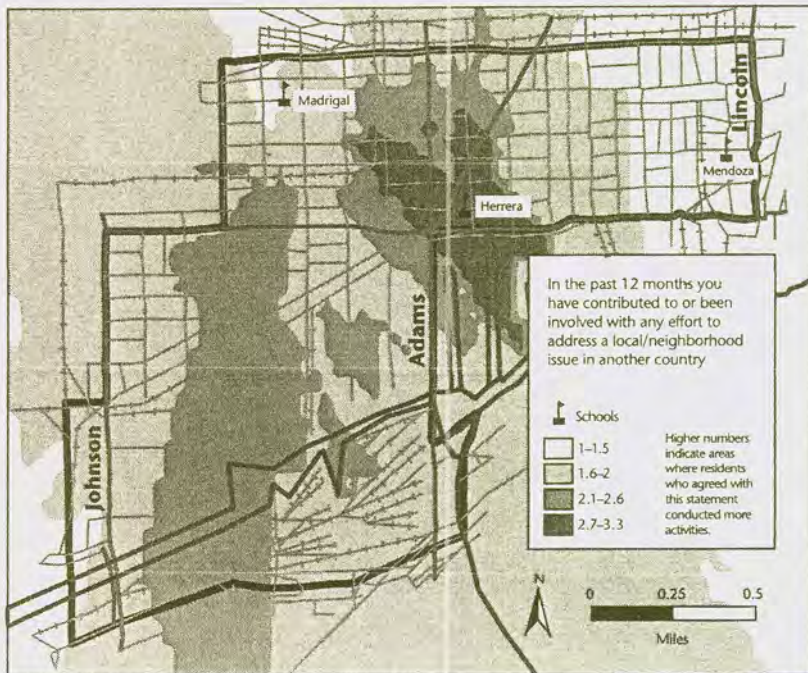 Madrigal
Lincoln
Mendoza
Herrera
Adams
Johnson
In the past 12 months you
have contributed to or been
involved with any effort to
address a local/neighborhood
issue in another country
Schools
1–1.5
1.6–2
2.1–2.6
2.7–3.3
Higher numbers
indicate areas
where residents
who agreed with
this statement
conducted more
activities.
N
0 0.25 0.5
Miles